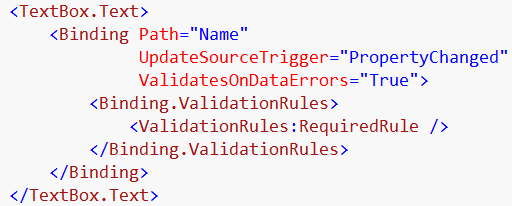 <TextBox.Text>
<Binding Path="Name"
UpdateSourceTrigger="PropertyChanged"
ValidatesOnDataErrors="True">
<Binding.ValidationRules>
<ValidationRules:RequiredRule />
</Binding.ValidationRules>
</Binding>
</TextBox.Text>